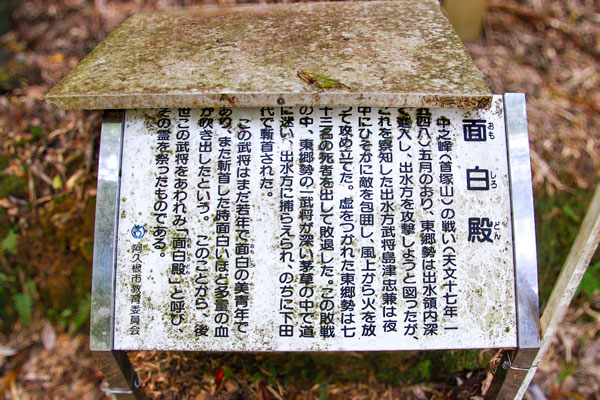 面白殿
おもしろどん
中之峰(首塚山)の戦い(天文十七年一
五四八)五月のおり、東郷勢は出水領内深
く進入し、出水方を攻撃しようと図ったが、
これを察知した出水方武将島津忠兼は夜
中にひそかに敵を包囲し、風上から火を放
って攻め立てた。虚をつかれた東郷勢は七
十三名の死者を出して敗退した。この敗戦
の中、東郷勢の一武将が深い茅草の中で道
に迷い、出水方に捕らえられ、のちに下田
代で斬首された。
この武将はまだ若年で面白の美青年で
あり、また斬首した時面白いほど多量の血
が吹き出したという。このことから、後
世この武将をあわれみ「面白殿」と呼び、
その霊を祭ったものである。
阿久根市教育委員会